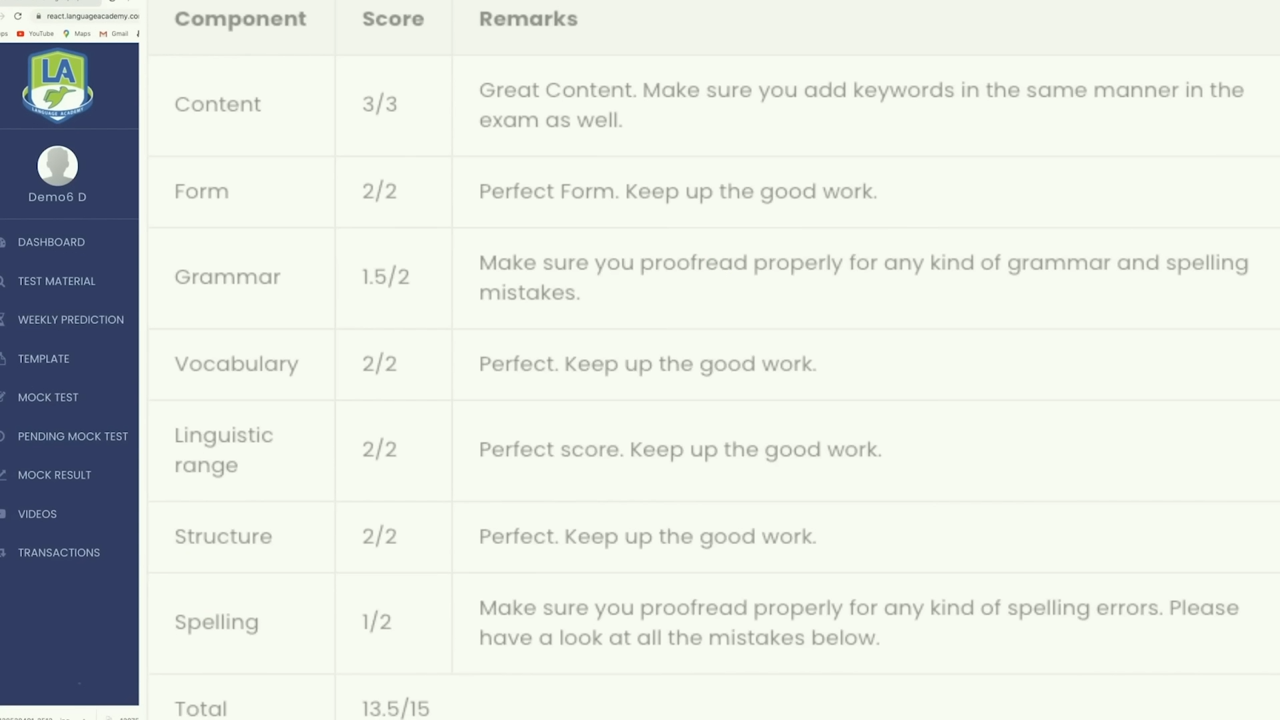 react.languageacademy.co
YouTube
Maps
Gmail
LA
LANGUAGE ACADEMY
Demo6 D
DASHBOARD
TEST MATERIAL
WEEKLY PREDICTION
TEMPLATE
MOCK TEST
PENDING MOCK TEST
MOCK RESULT
VIDEOS
TRANSACTIONS
Component Score Remarks
Content 3/3 Great Content. Make sure you add keywords in the same manner in the
exam as well.
Form 2/2 Perfect Form. Keep up the good work.
Grammar 1.5/2 Make sure you proofread properly for any kind of grammar and spelling
mistakes.
Vocabulary 2/2 Perfect. Keep up the good work.
Linguistic
range 2/2 Perfect score. Keep up the good work.
Structure 2/2 Perfect. Keep up the good work.
Spelling 1/2 Make sure you proofread properly for any kind of spelling errors. Please
have a look at all the mistakes below.
Total 13.5/15